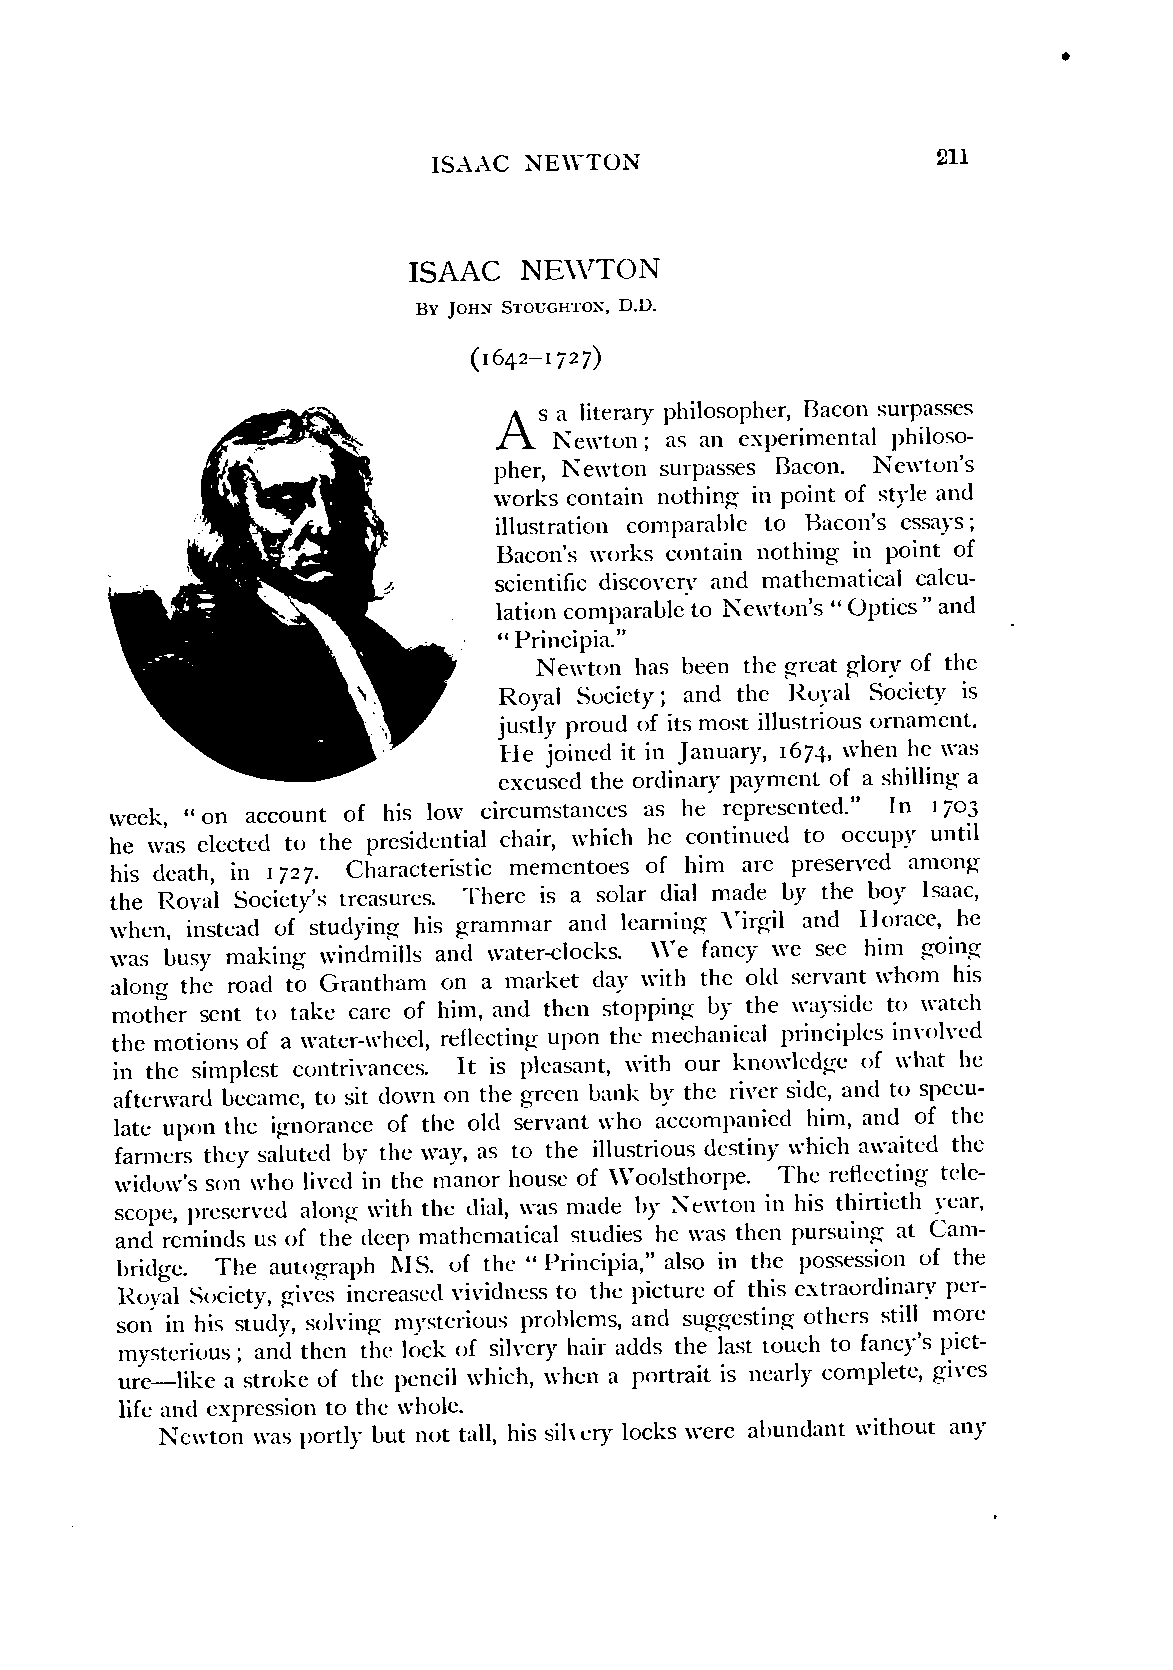 ISAAC NEWTON 211
ISAAC NEWTON
BY JOHN STOUGHTON, D.D.
(1642–1727)
As a literary philosopher, Bacon surpasses
Newton; as an experimental philoso-
pher, Newton surpasses Bacon. Newton's
works contain nothing in point of style and
illustration comparable to Bacon's essays;
Bacon's works contain nothing in point of
scientific discovery and mathematical calcu-
lation comparable to Newton's "Optics" and
"Principia."
Newton has been the great glory of the
Royal Society; and the Royal Society is
justly proud of its most illustrious ornament.
He joined it in January, 1674, when he was
excused the ordinary payment of a shilling a
week, "on account of his low circumstances as he represented." In 1703
he was elected to the presidential chair, which he continued to occupy until
his death, in 1727. Characteristic mementoes of him are preserved among
the Royal Society's treasures. There is a solar dial made by the boy Isaac,
when, instead of studying his grammar and learning Virgil and Horace, he
was busy making windmills and water-clocks. We fancy we see him going
along the road to Grantham on a market day with the old servant whom his
mother sent to take care of him, and then stopping by the wayside to watch
the motions of a water-wheel, reflecting upon the mechanical principles involved
in the simplest contrivances. It is pleasant, with our knowledge of what he
afterward became, to sit down on the green bank by the river side, and to specu-
late upon the ignorance of the old servant who accompanied him, and of the
farmers they saluted by the way, as to the illustrious destiny which awaited the
widow's son who lived in the manor house of Woolsthorpe. The reflecting tele-
scope, preserved along with the dial, was made by Newton in his thirtieth year,
and reminds us of the deep mathematical studies he was then pursuing at Cam-
bridge. The autograph MS. of the "Principia," also in the possession of the
Royal Society, gives increased vividness to the picture of this extraordinary per-
son in his study, solving mysterious problems, and suggesting others still more
mysterious; and then the lock of silvery hair adds the last touch to fancy's pict-
ure—like a stroke of the pencil which, when a portrait is nearly complete, gives
life and expression to the whole.
Newton was portly but not tall, his silvery locks were abundant without any